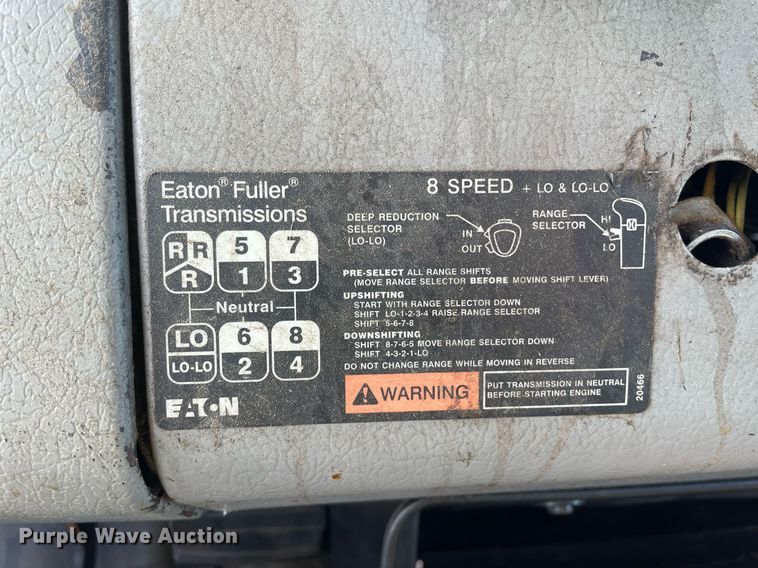 Eaton® Fuller®
Transmissions
8 SPEED + LO & LO-LO
DEEP REDUCTION
SELECTOR
(LO-LO)
IN
OUT
RANGE
SELECTOR
HI
LO
R R 5 7
R 1 3
Neutral
LO 6 8
LO-LO 2 4
EATON
PRE-SELECT ALL RANGE SHIFTS
(MOVE RANGE SELECTOR BEFORE MOVING SHIFT LEVER)
UPSHIFTING
START WITH RANGE SELECTOR DOWN
SHIFT LO-1-2-3-4 RAISE RANGE SELECTOR
SHIFT 5-6-7-8
DOWNSHIFTING
SHIFT 8-7-6-5 MOVE RANGE SELECTOR DOWN
SHIFT 4-3-2-1-LO
DO NOT CHANGE RANGE WHILE MOVING IN REVERSE
WARNING
PUT TRANSMISSION IN NEUTRAL
BEFORE STARTING ENGINE
20466
Purple Wave Auction